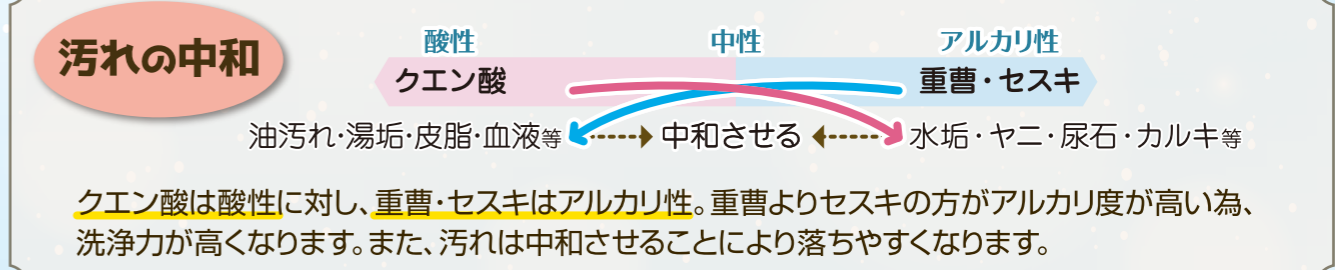 汚れの中和
酸性 中性 アルカリ性
クエン酸 重曹・セスキ
油汚れ・湯垢・皮脂・血液等 中和させる 水垢・ヤニ・尿石・カルキ等
クエン酸は酸性に対し、重曹・セスキはアルカリ性。重曹よりセスキの方がアルカリ度が高い為、
洗浄力が高くなります。また、汚れは中和させることにより落ちやすくなります。